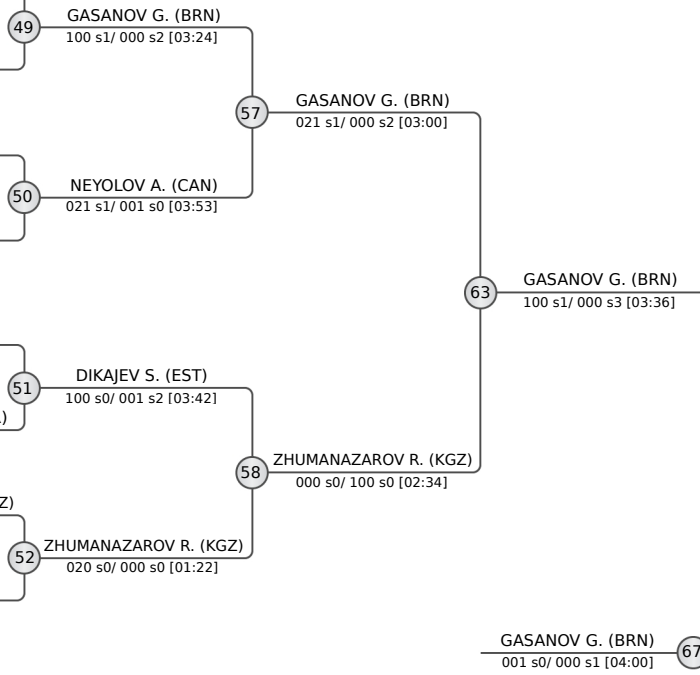 49
GASANOV G. (BRN)
100 s1/ 000 s2 [03:24]
57
GASANOV G. (BRN)
021 s1/ 000 s2 [03:00]
50
NEYOLOV A. (CAN)
021 s1/ 001 s0 [03:53]
63
GASANOV G. (BRN)
100 s1/ 000 s3 [03:36]
51
DIKAJEV S. (EST)
100 s0/ 001 s2 [03:42]
)
58
ZHUMANAZAROV R. (KGZ)
000 s0/ 100 s0 [02:34]
Z)
52
ZHUMANAZAROV R. (KGZ)
020 s0/ 000 s0 [01:22]
GASANOV G. (BRN)
001 s0/ 000 s1 [04:00]
67